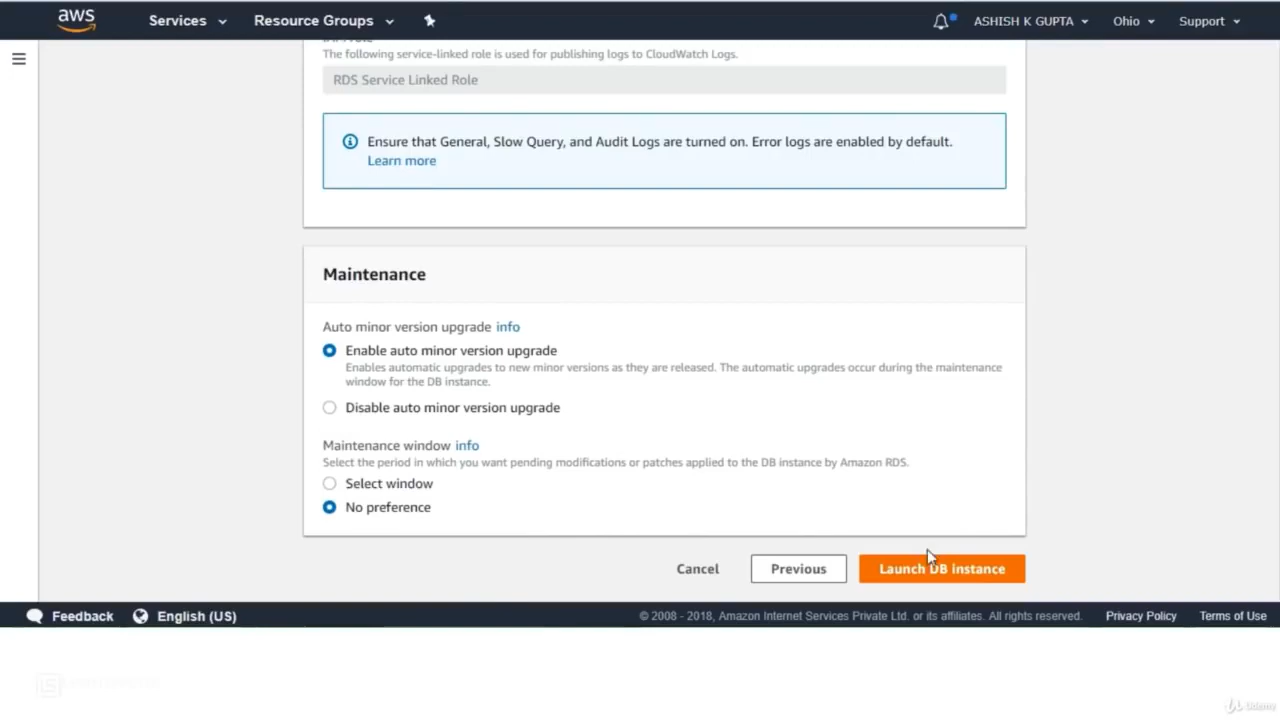 aws
Services
Resource Groups
ASHISH K GUPTA
Ohio
Support
The following service-linked role is used for publishing logs to CloudWatch Logs.
RDS Service Linked Role
Ensure that General, Slow Query, and Audit Logs are turned on. Error logs are enabled by default.
Learn more
Maintenance
Auto minor version upgrade info
Enable auto minor version upgrade
Enables automatic upgrades to new minor versions as they are released. The automatic upgrades occur during the maintenance
window for the DB instance.
Disable auto minor version upgrade
Maintenance window info
Select the period in which you want pending modifications or patches applied to the DB instance by Amazon RDS.
Select window
No preference
Cancel
Previous
Launch DB instance
Feedback
English (US)
© 2008 - 2018, Amazon Internet Services Private Ltd. or its affiliates. All rights reserved.
Privacy Policy
Terms of Use
Udemy